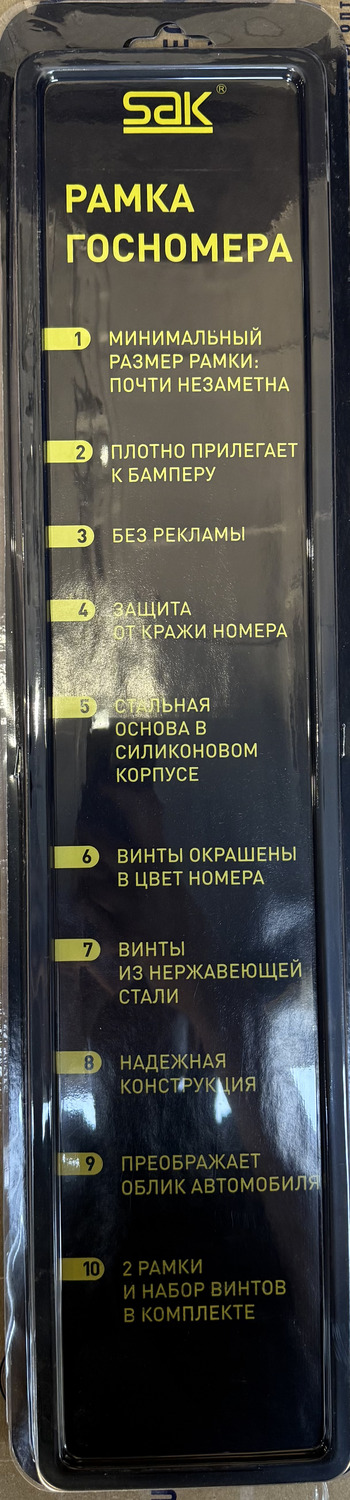 sak®
РАМКА
ГОСНОМЕРА
1 МИНИМАЛЬНЫЙ
РАЗМЕР РАМКИ:
ПОЧТИ НЕЗАМЕТНА
2 ПЛОТНО ПРИЛЕГАЕТ
К БАМПЕРУ
3 БЕЗ РЕКЛАМЫ
4 ЗАЩИТА
ОТ КРАЖИ НОМЕРА
5 СТАЛЬНАЯ
ОСНОВА В
СИЛИКОНОВОМ
КОРПУСЕ
6 ВИНТЫ ОКРАШЕНЫ
В ЦВЕТ НОМЕРА
7 ВИНТЫ
ИЗ НЕРЖАВЕЮЩЕЙ
СТАЛИ
8 НАДЕЖНАЯ
КОНСТРУКЦИЯ
9 ПРЕОБРАЖАЕТ
ОБЛИК АВТОМОБИЛЯ
10 2 РАМКИ
И НАБОР ВИНТОВ
В КОМПЛЕКТЕ